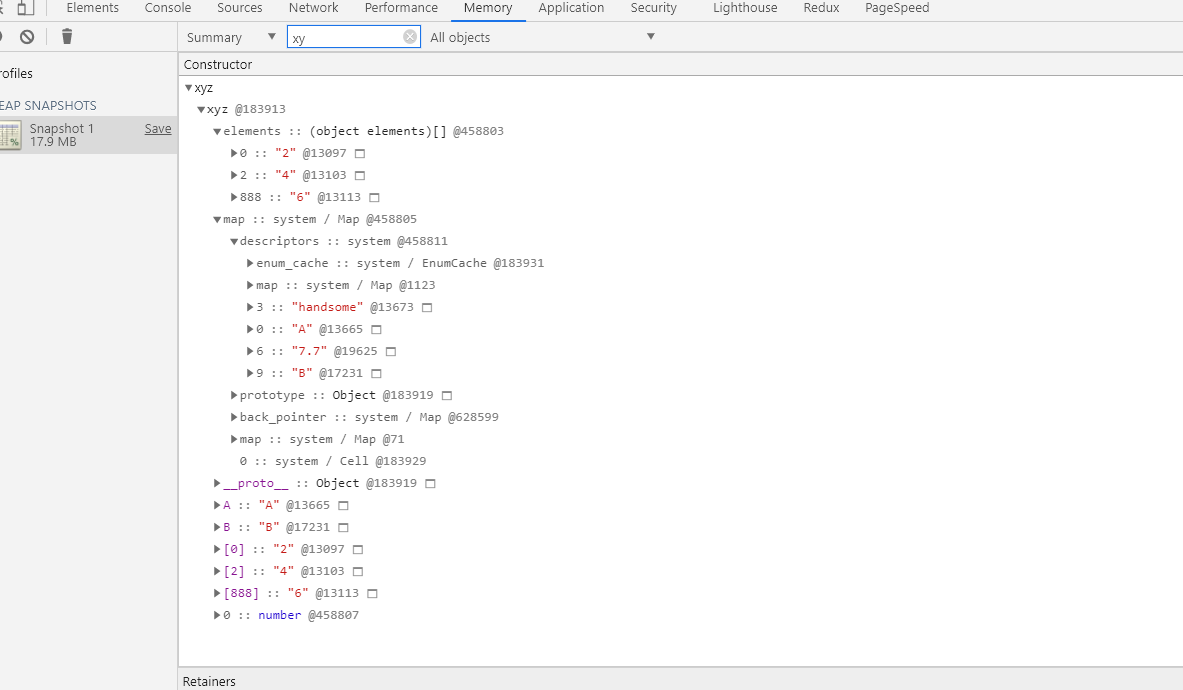 Elements Console Sources Network Performance Memory Application Security Lighthouse Redux PageSpeed
Summary xy All objects
rofiles
Constructor
xyz
EAP SNAPSHOTS
xyz @183913
Snapshot 1 Save
17.9 MB
elements :: (object elements)[] @458803
0 :: "2" @13097
2 :: "4" @13103
888 :: "6" @13113
map :: system / Map @458805
descriptors :: system @458811
enum_cache :: system / EnumCache @183931
map :: system / Map @1123
3 :: "handsome" @13673
0 :: "A" @13665
6 :: "7.7" @19625
9 :: "B" @17231
prototype :: Object @183919
back_pointer :: system / Map @628599
map :: system / Map @71
0 :: system / Cell @183929
__proto__ :: Object @183919
A :: "A" @13665
B :: "B" @17231
[0] :: "2" @13097
[2] :: "4" @13103
[888] :: "6" @13113
0 :: number @458807
Retainers